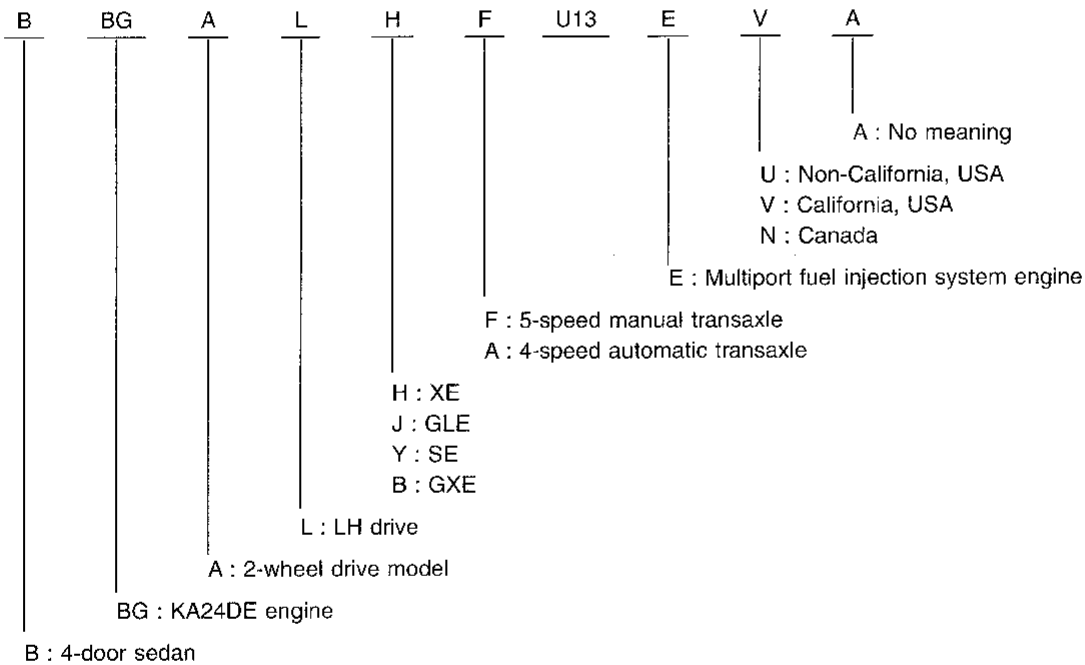 B BG A L H F U13 E V A
A : No meaning
U : Non-California, USA
V : California, USA
N : Canada
E : Multiport fuel injection system engine
F : 5-speed manual transaxle
A : 4-speed automatic transaxle
H : XE
J : GLE
Y : SE
B : GXE
L : LH drive
A : 2-wheel drive model
BG : KA24DE engine
B : 4-door sedan